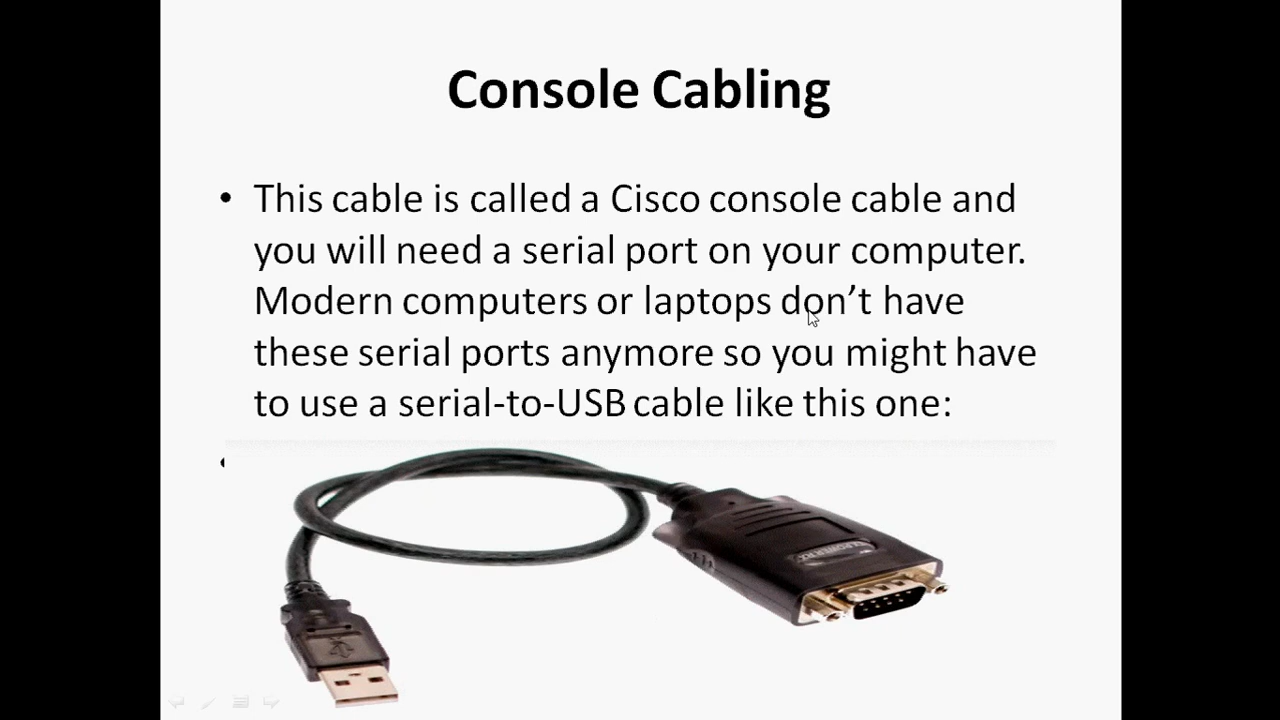 Console Cabling
• This cable is called a Cisco console cable and
you will need a serial port on your computer.
Modern computers or laptops don’t have
these serial ports anymore so you might have
to use a serial-to-USB cable like this one: